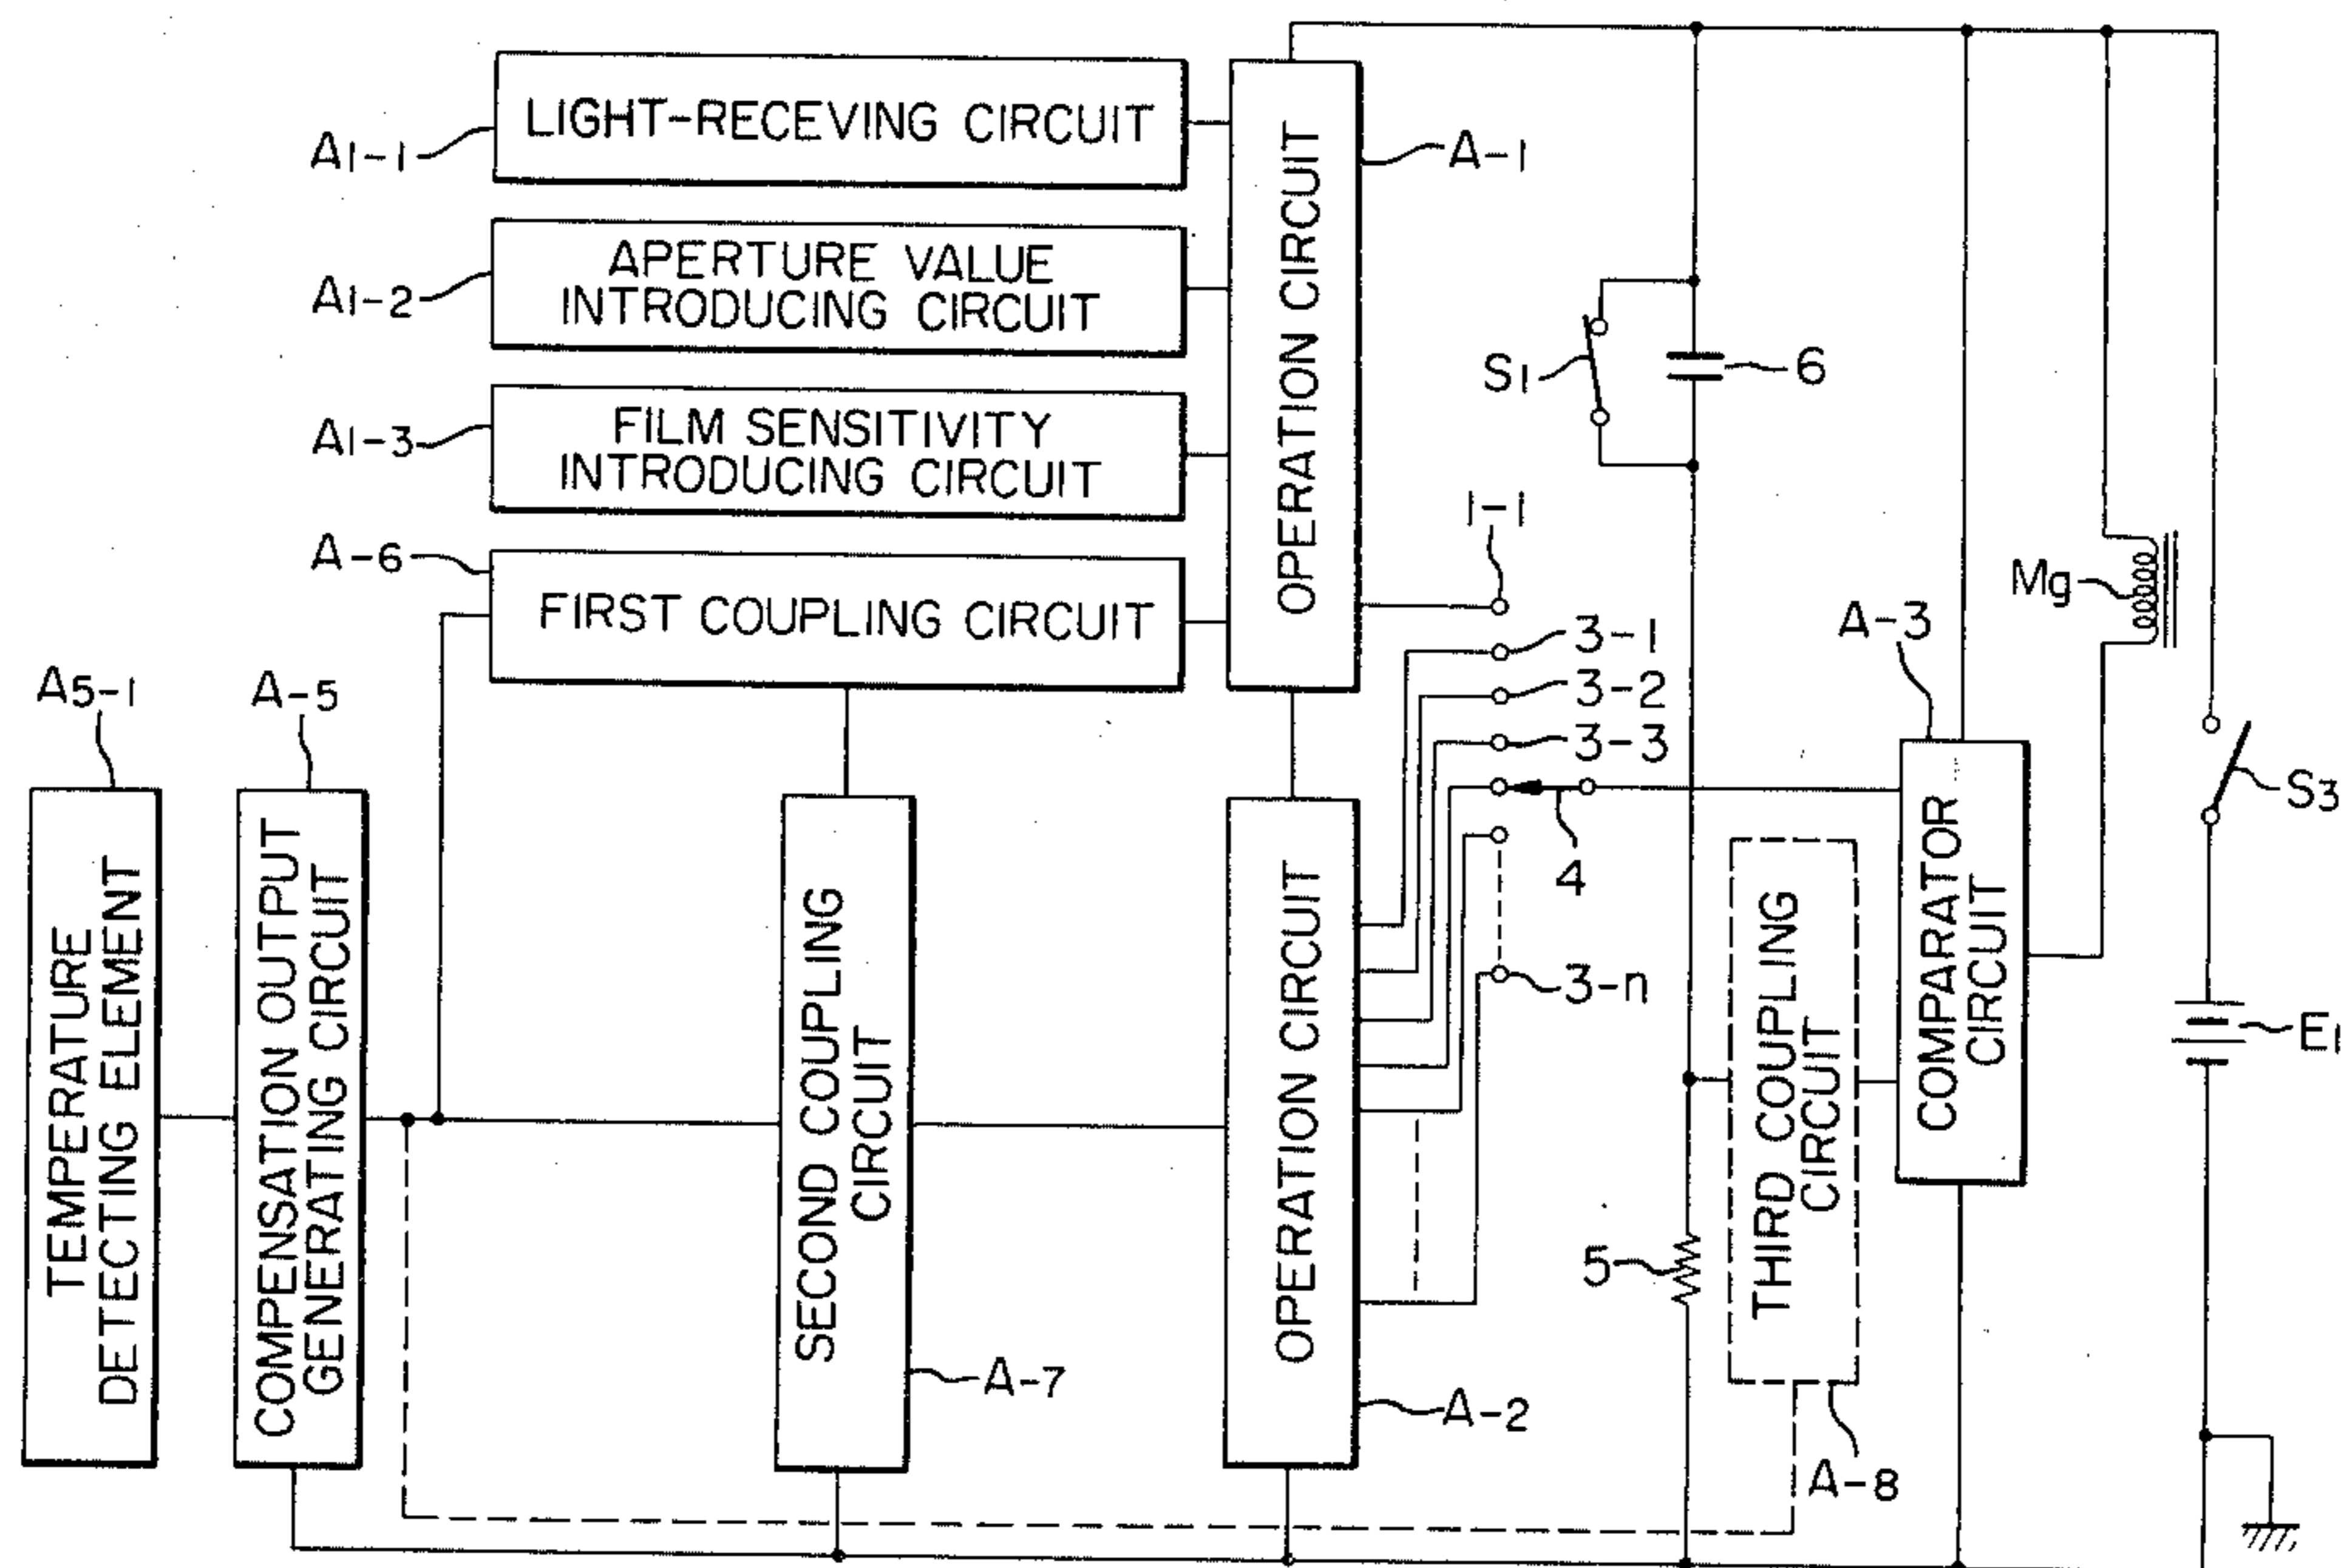 LIGHT-RECEVING CIRCUIT
A1-1
A-1
APERTURE VALUE
INTRODUCING CIRCUIT
A1-2
OPERATION CIRCUIT
S1
6
FILM SENSITIVITY
INTRODUCING CIRCUIT
A1-3
1-1
A-6
FIRST COUPLING CIRCUIT
Mg
A-3
3-1
3-2
3-3
A5-1
A-5
S3
4
3-n
TEMPERATURE
DETECTING ELEMENT
COMPENSATION OUTPUT
GENERATING CIRCUIT
SECOND COUPLING
CIRCUIT
OPERATION CIRCUIT
THIRD COUPLING
CIRCUIT
COMPARATOR
CIRCUIT
E1
5
A-7
A-2
A-8